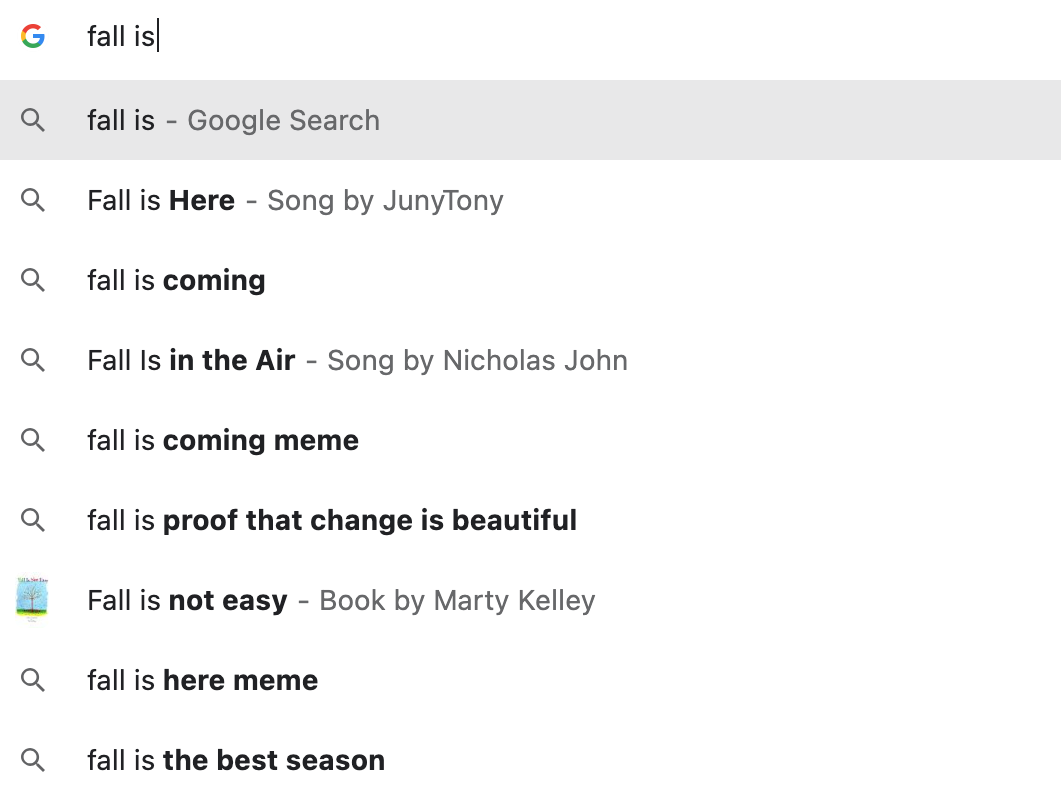 fall is
fall is - Google Search
Fall is Here - Song by JunyTony
fall is coming
Fall Is in the Air - Song by Nicholas John
fall is coming meme
fall is proof that change is beautiful
Fall is not easy - Book by Marty Kelley
fall is here meme
fall is the best season